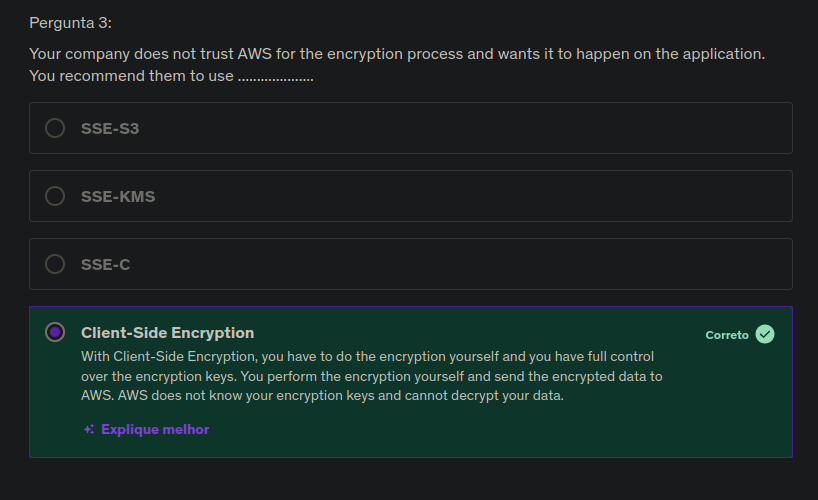 Pergunta 3:
Your company does not trust AWS for the encryption process and wants it to happen on the application.
You recommend them to use ....................
SSE-S3
SSE-KMS
SSE-C
Client-Side Encryption
Correto
With Client-Side Encryption, you have to do the encryption yourself and you have full control
over the encryption keys. You perform the encryption yourself and send the encrypted data to
AWS. AWS does not know your encryption keys and cannot decrypt your data.
Explique melhor